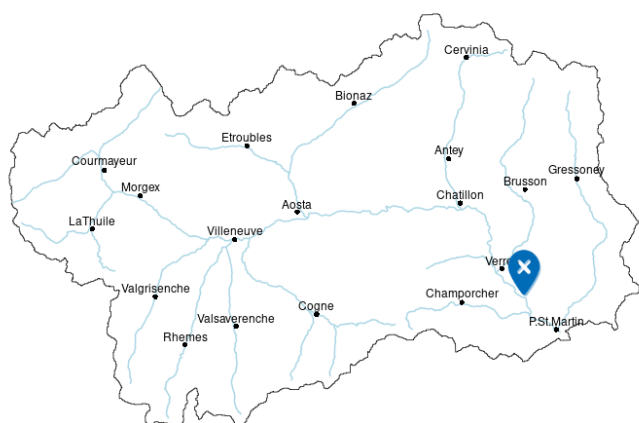 Cervinia
Bionaz
Etroubles
Antey
Courmayeur
Gressoney
Morgex
Brusson
Chatillon
Aosta
LaThuile
Villeneuve
Valgrisenche
Champorcher
Cogne
Valsaverenche
P.St.Martin
Rhemes